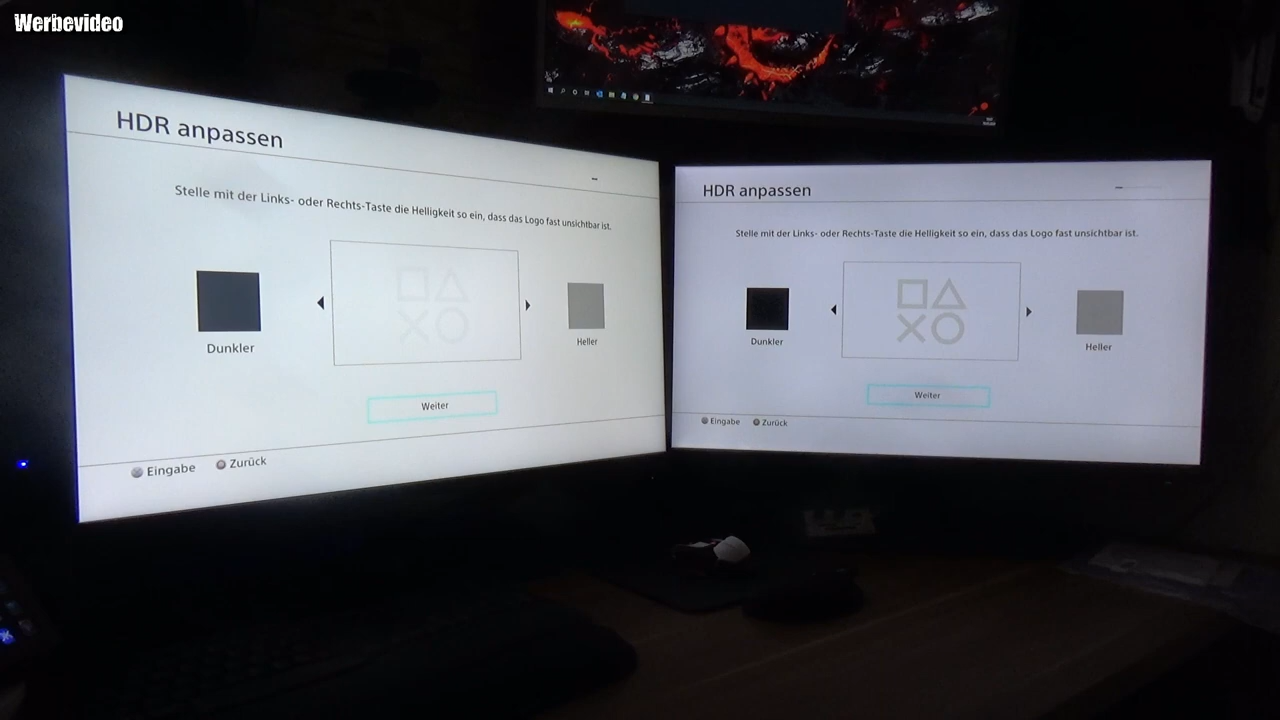 Werbevideo
HDR anpassen
Stelle mit der Links- oder Rechts-Taste die Helligkeit so ein, dass das Logo fast unsichtbar ist.
Dunkler
Heller
Weiter
Eingabe Zurück
HDR anpassen
Stelle mit der Links- oder Rechts-Taste die Helligkeit so ein, dass das Logo fast unsichtbar ist.
Dunkler
Heller
Weiter
Eingabe Zurück